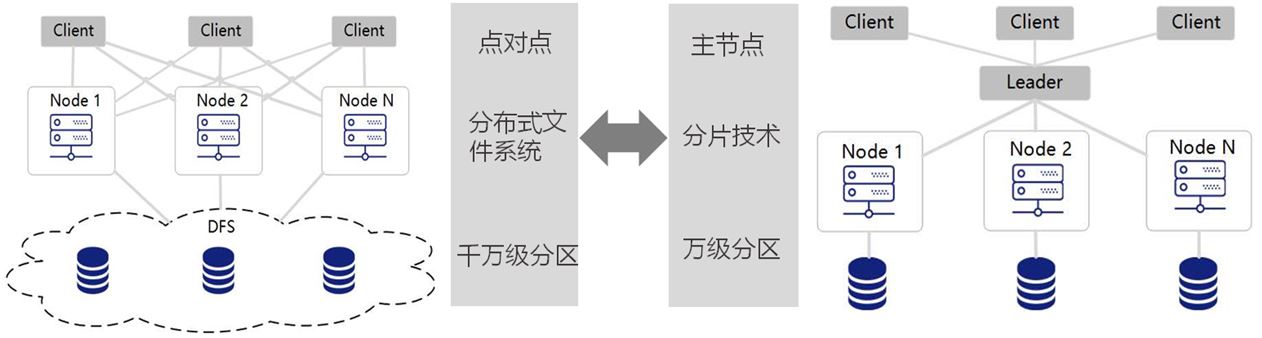 Client
Client
Client
Node 1
Node 2
Node N
DFS
点对点
分布式文
件系统
千万级分区
主节点
分片技术
万级分区
Client
Client
Client
Leader
Node 1
Node 2
Node N